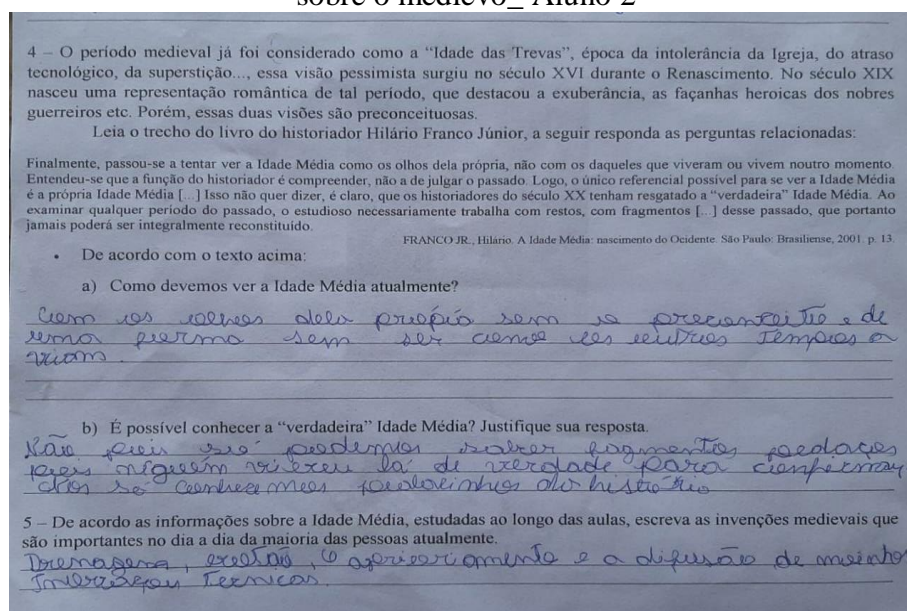 sobre o medievo_ Aluno 2
4 – O período medieval já foi considerado como a “Idade das Trevas”, época da intolerância da Igreja, do atraso
tecnológico, da superstição..., essa visão pessimista surgiu no século XVI durante o Renascimento. No século XIX
nasceu uma representação romântica de tal período, que destacou a exuberância, as façanhas heroicas dos nobres
guerreiros etc. Porém, essas duas visões são preconceituosas.
Leia o trecho do livro do historiador Hilário Franco Júnior, a seguir responda as perguntas relacionadas:
Finalmente, passou-se a tentar ver a Idade Média como os olhos dela própria, não com os daqueles que viveram ou vivem noutro momento.
Entendeu-se que a função do historiador é compreender, não a de julgar o passado. Logo, o único referencial possível para se ver a Idade Média
é a própria Idade Média [...] Isso não quer dizer, é claro, que os historiadores do século XX tenham resgatado a “verdadeira” Idade Média. Ao
examinar qualquer período do passado, o estudioso necessariamente trabalha com restos, com fragmentos [...] desse passado, que portanto
jamais poderá ser integralmente reconstituído.
FRANCO JR., Hilário. A Idade Média: nascimento do Ocidente. São Paulo: Brasiliense, 2001. p. 13.
• De acordo com o texto acima:
a) Como devemos ver a Idade Média atualmente?
Com os olhos dela propio sem o preconceito e de
uma forma sem ser como os outros tempos a
viam.
b) É possível conhecer a “verdadeira” Idade Média? Justifique sua resposta.
Não pois só podemos saber fragmentos pedaços
pois niguém viveu lá de verdade para confermay
só conhecemos pedacinhos da história
5 – De acordo as informações sobre a Idade Média, estudadas ao longo das aulas, escreva as invenções medievais que
são importantes no dia a dia da maioria das pessoas atualmente.
Drenagem, , O e a difusão de moinho
Tecnicas.